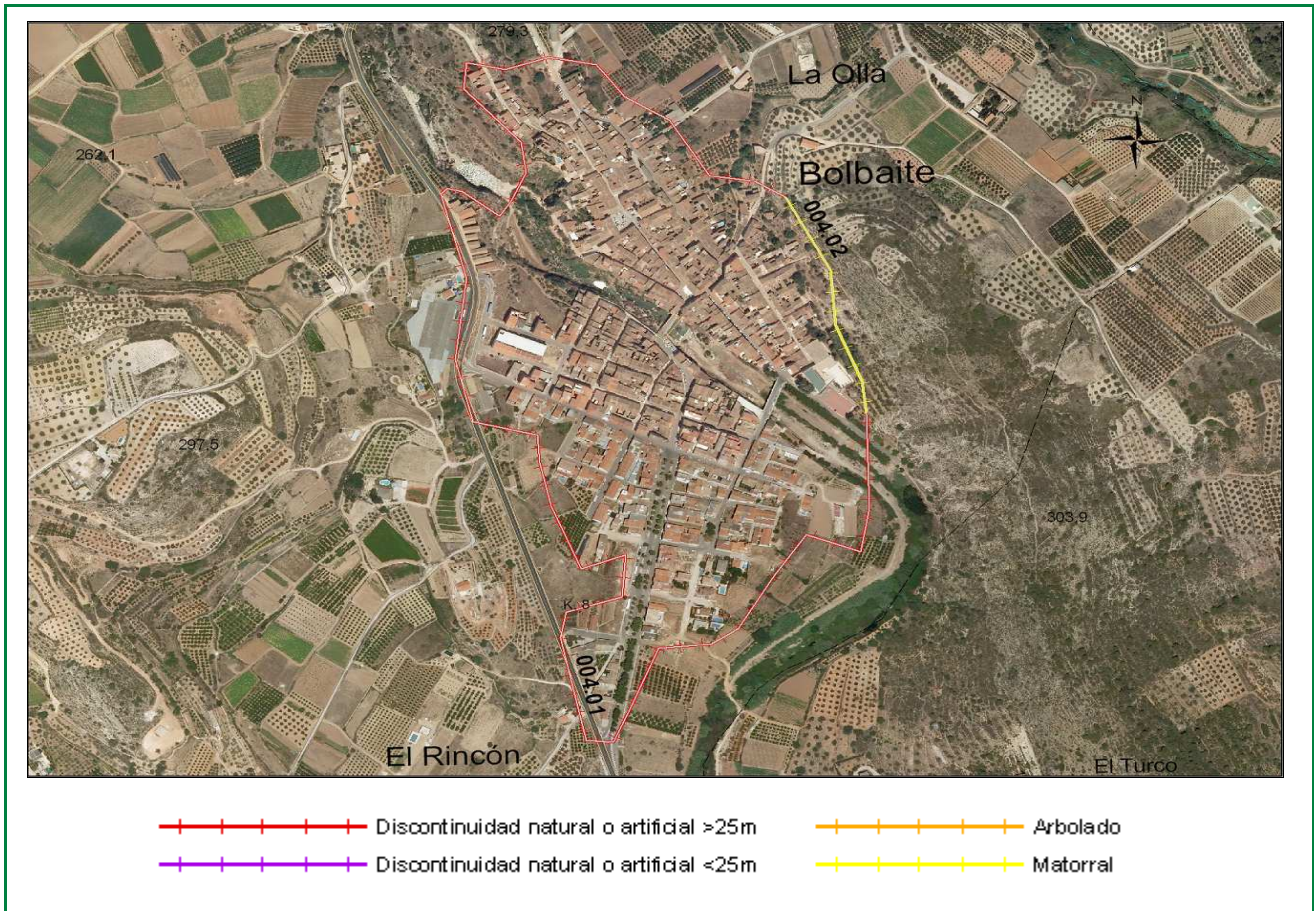 279,3
La Olla
N
262,1
Bolbaite
004.02
297,5
303,9
K. 8
004.01
El Rincón
El Turco
Discontinuidad natural o artificial >25m
Arbolado
Discontinuidad natural o artificial <25m
Matorral